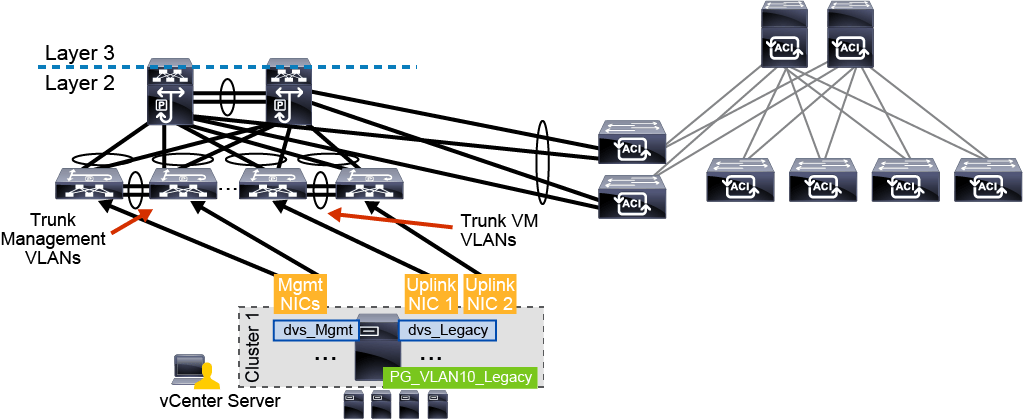 Layer 3
Layer 2
P
P
ACI
ACI
ACI
ACI
ACI
ACI
ACI
ACI
Trunk
Management
VLANs
Trunk VM
VLANs
Mgmt
NICs
Uplink
NIC 1
Uplink
NIC 2
Cluster 1
dvs_Mgmt
dvs_Legacy
...
...
PG_VLAN10_Legacy
vCenter Server